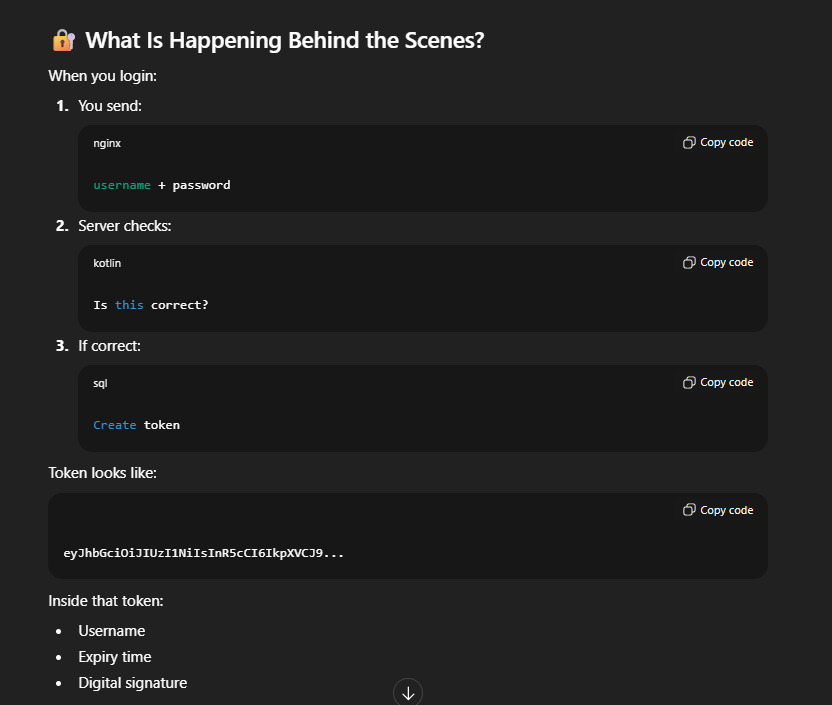 🔐 What Is Happening Behind the Scenes?
When you login:
1. You send:
nginx
Copy code
username + password
2. Server checks:
kotlin
Copy code
Is this correct?
3. If correct:
sql
Copy code
Create token
Token looks like:
Copy code
eyJhbGciOiJIUzI1NiIsInR5cCI6IkpXVCJ9...
Inside that token:
• Username
• Expiry time
• Digital signature